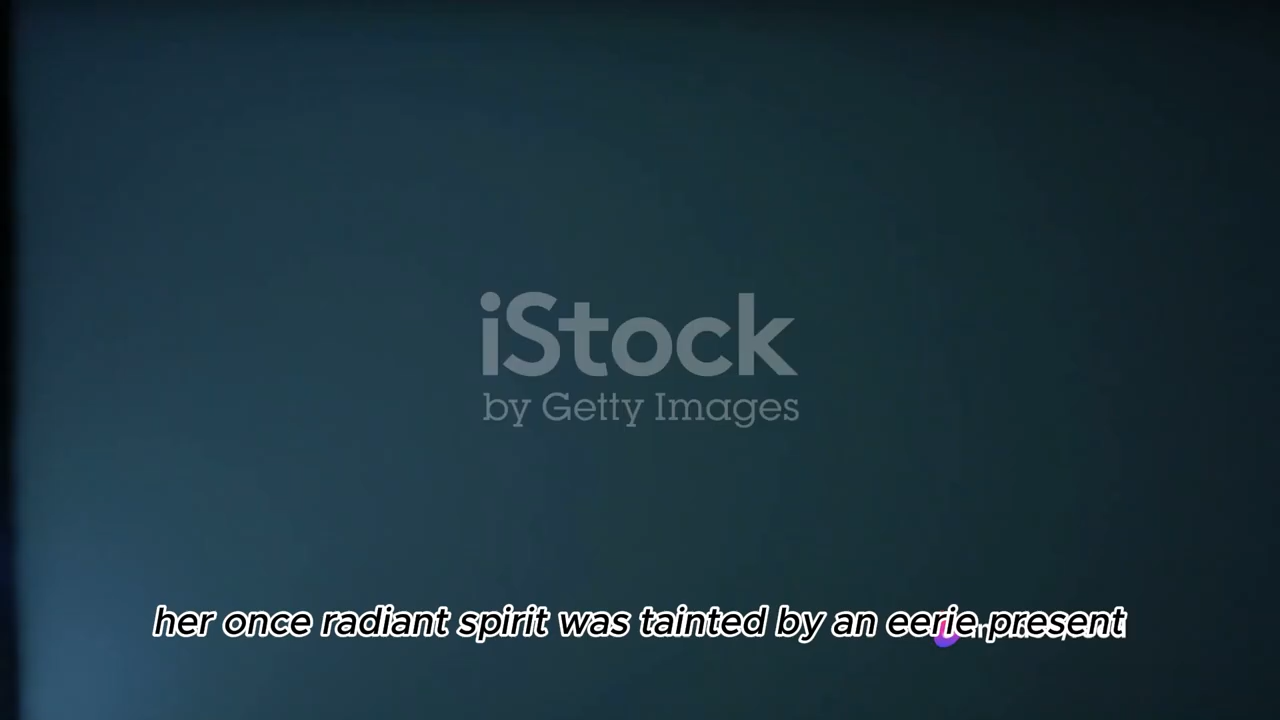 iStock
by Getty Images
her once radiant spirit was tainted by an eerie present